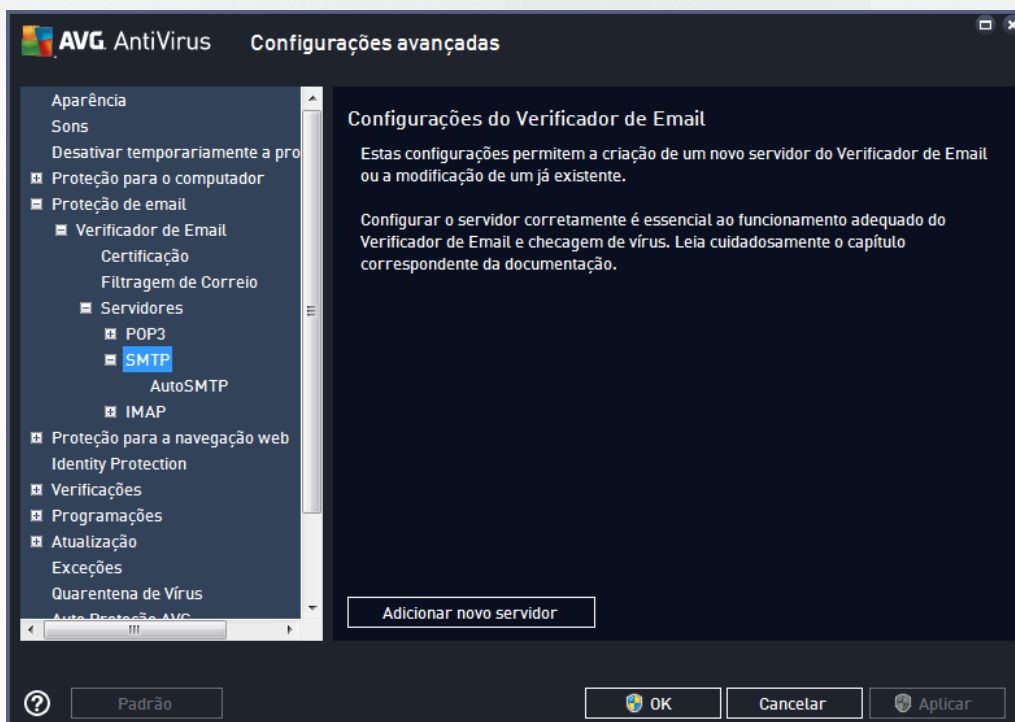 AVG. AntiVirus Configurações avançadas
Aparência
Sons
Desativar temporariamente a pro
Proteção para o computador
Proteção de email
Verificador de Email
Certificação
Filtragem de Correio
Servidores
POP3
SMTP
AutoSMTP
IMAP
Proteção para a navegação web
Identity Protection
Verificações
Programações
Atualização
Exceções
Quarentena de Vírus
Auto Proteção AVG
Configurações do Verificador de Email
Estas configurações permitem a criação de um novo servidor do Verificador de Email
ou a modificação de um já existente.
Configurar o servidor corretamente é essencial ao funcionamento adequado do
Verificador de Email e checagem de vírus. Leia cuidadosamente o capítulo
correspondente da documentação.
Adicionar novo servidor
Padrão OK Cancelar Aplicar